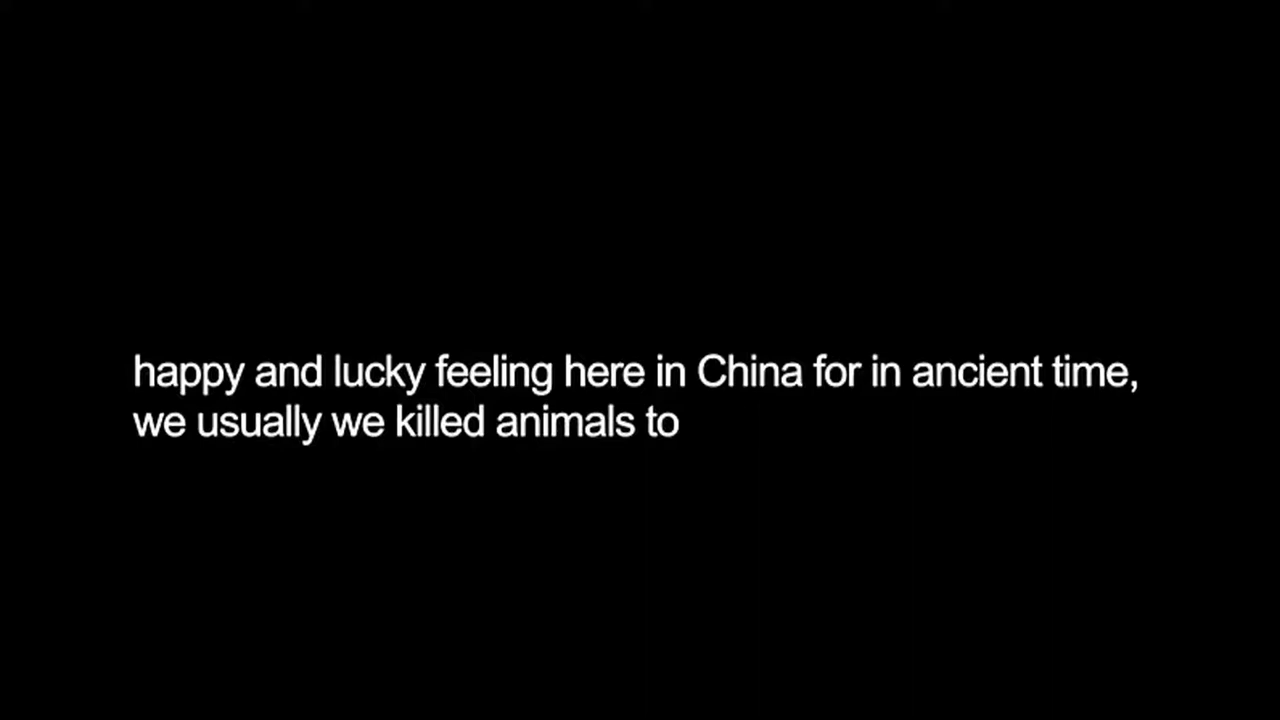 happy and lucky feeling here in China for in ancient time,
we usually we killed animals to